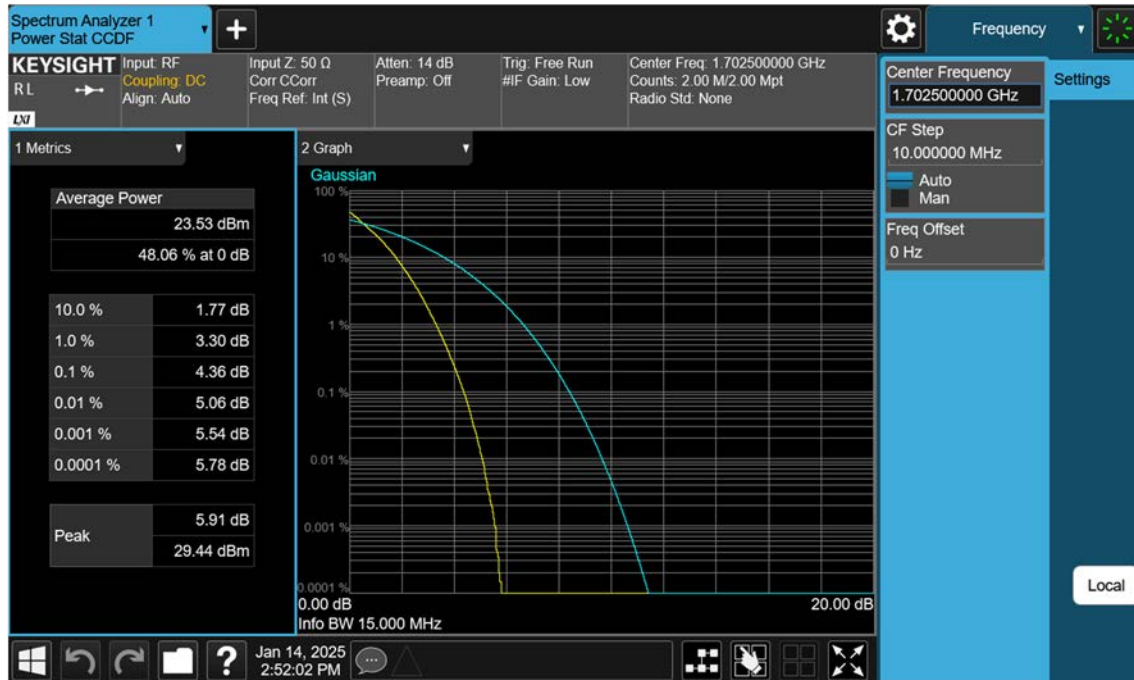 Spectrum Analyzer 1
Power Stat CCDF
Frequency
KEYSIGHT
R L
LXI
Input: RF
Coupling: DC
Align: Auto
Input Z: 50 Ω
Corr CCorr
Freq Ref: Int (S)
Atten: 14 dB
Preamp: Off
Trig: Free Run
#IF Gain: Low
Center Freq: 1.702500000 GHz
Counts: 2.00 M/2.00 Mpt
Radio Std: None
Center Frequency
1.702500000 GHz
Settings
CF Step
10.000000 MHz
Auto
Man
Freq Offset
0 Hz
1 Metrics
Average Power
23.53 dBm
48.06 % at 0 dB
10.0 % 1.77 dB
1.0 % 3.30 dB
0.1 % 4.36 dB
0.01 % 5.06 dB
0.001 % 5.54 dB
0.0001 % 5.78 dB
Peak
5.91 dB
29.44 dBm
2 Graph
Gaussian
100 %
10 %
1 %
0.1 %
0.01 %
0.001 %
0.0001 %
0.00 dB 20.00 dB
Info BW 15.000 MHz
Local
?
Jan 14, 2025
2:52:02 PM